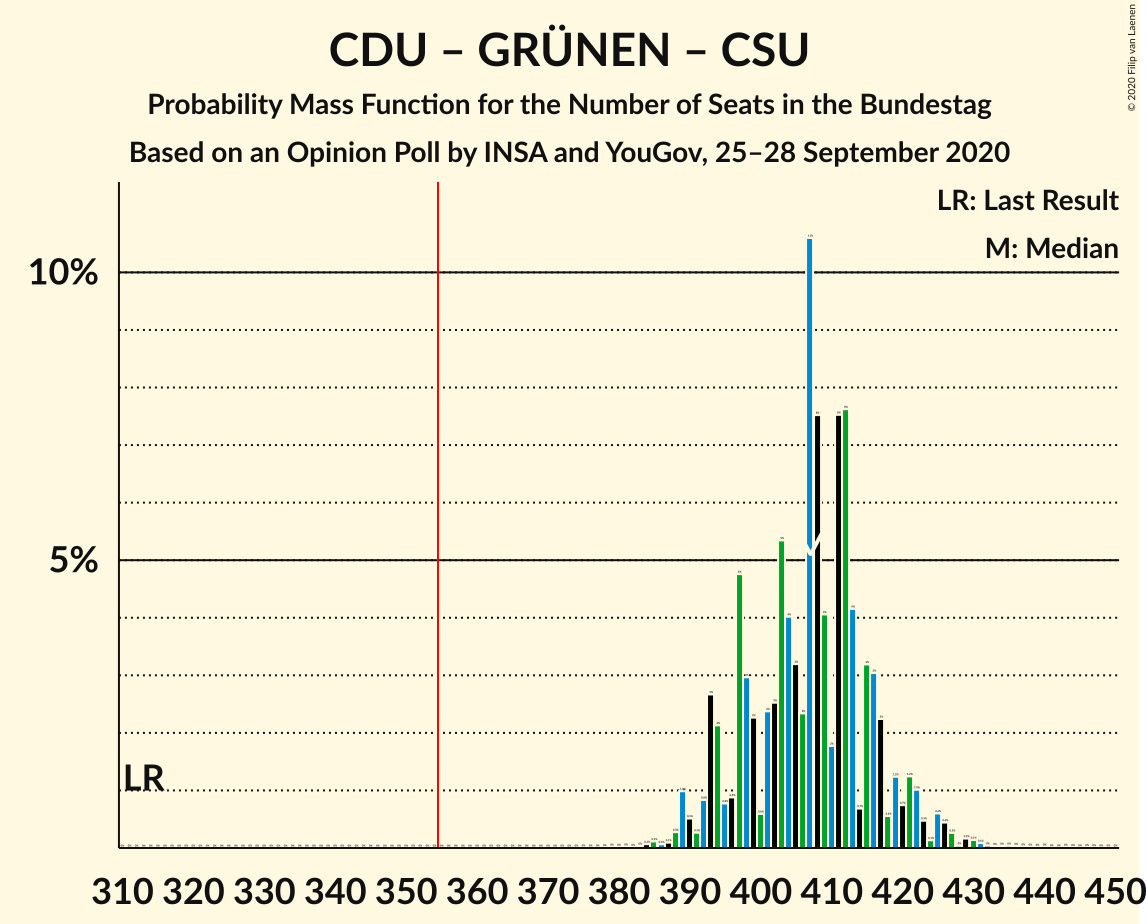 CDU – GRÜNEN – CSU
Probability Mass Function for the Number of Seats in the Bundestag
Based on an Opinion Poll by INSA and YouGov, 25–28 September 2020
© 2020 Filip van Laenen
LR: Last Result
M: Median
10%
5%
LR
310 320 330 340 350 360 370 380 390 400 410 420 430 440 450